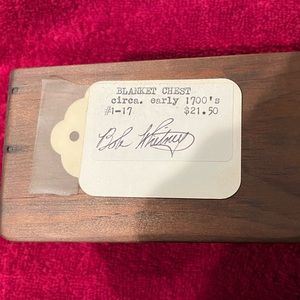 BLANKET CHEST
circa. early 1700's
#1-17 $21.50
Bob Whitney